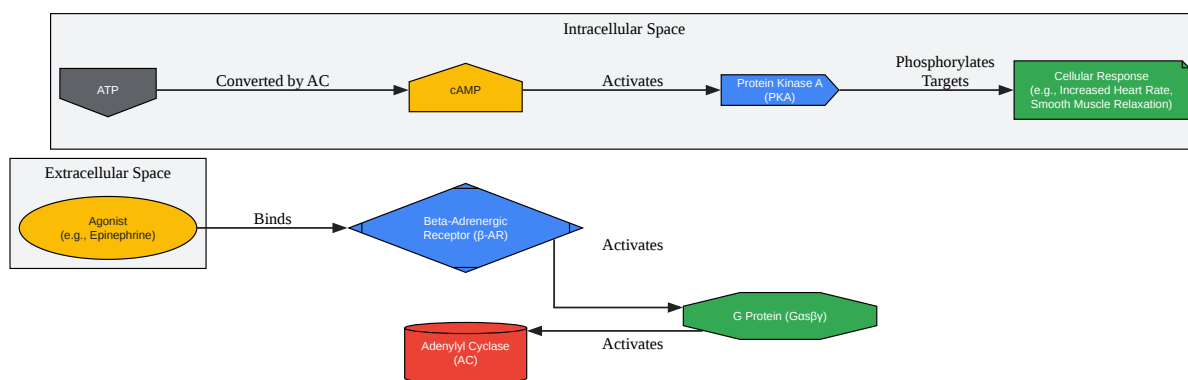 Intracellular Space
ATP
Converted by AC
cAMP
Activates
Protein Kinase A
(PKA)
Phosphorylates
Targets
Cellular Response
(e.g., Increased Heart Rate,
Smooth Muscle Relaxation)
Extracellular Space
Agonist
(e.g., Epinephrine)
Binds
Beta-Adrenergic
Receptor (β-AR)
Activates
G Protein (Gαsβγ)
Activates
Adenylyl Cyclase
(AC)